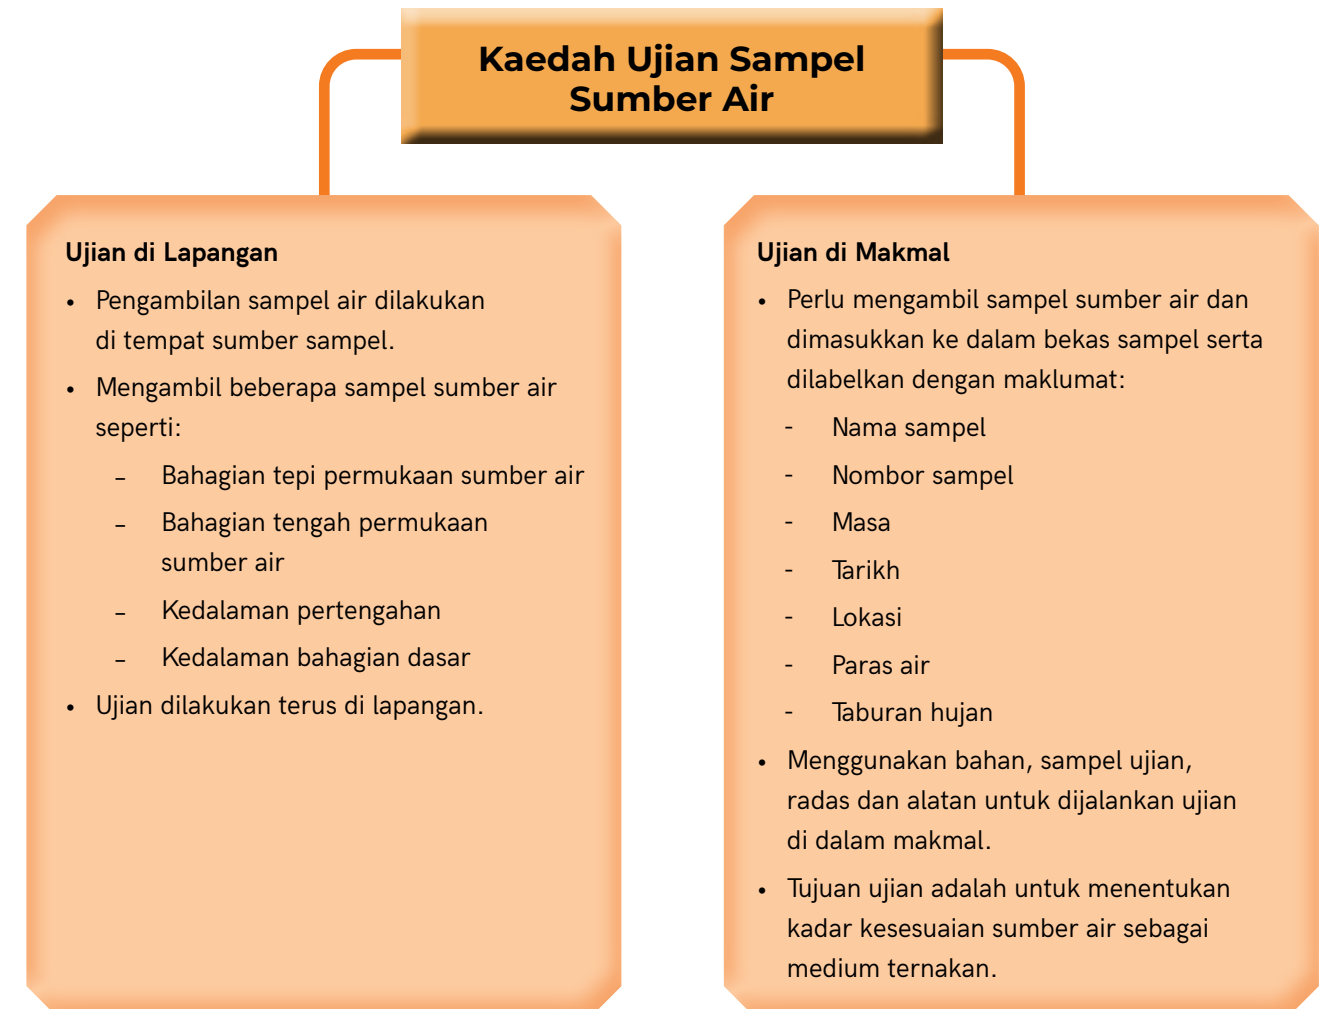 Kaedah Ujian Sampel
Sumber Air
Ujian di Lapangan
• Pengambilan sampel air dilakukan
di tempat sumber sampel.
• Mengambil beberapa sampel sumber air
seperti:
– Bahagian tepi permukaan sumber air
– Bahagian tengah permukaan
sumber air
– Kedalaman pertengahan
– Kedalaman bahagian dasar
• Ujian dilakukan terus di lapangan.
Ujian di Makmal
• Perlu mengambil sampel sumber air dan
dimasukkan ke dalam bekas sampel serta
dilabelkan dengan maklumat:
- Nama sampel
- Nombor sampel
- Masa
- Tarikh
- Lokasi
- Paras air
- Taburan hujan
• Menggunakan bahan, sampel ujian,
radas dan alatan untuk dijalankan ujian
di dalam makmal.
• Tujuan ujian adalah untuk menentukan
kadar kesesuaian sumber air sebagai
medium ternakan.